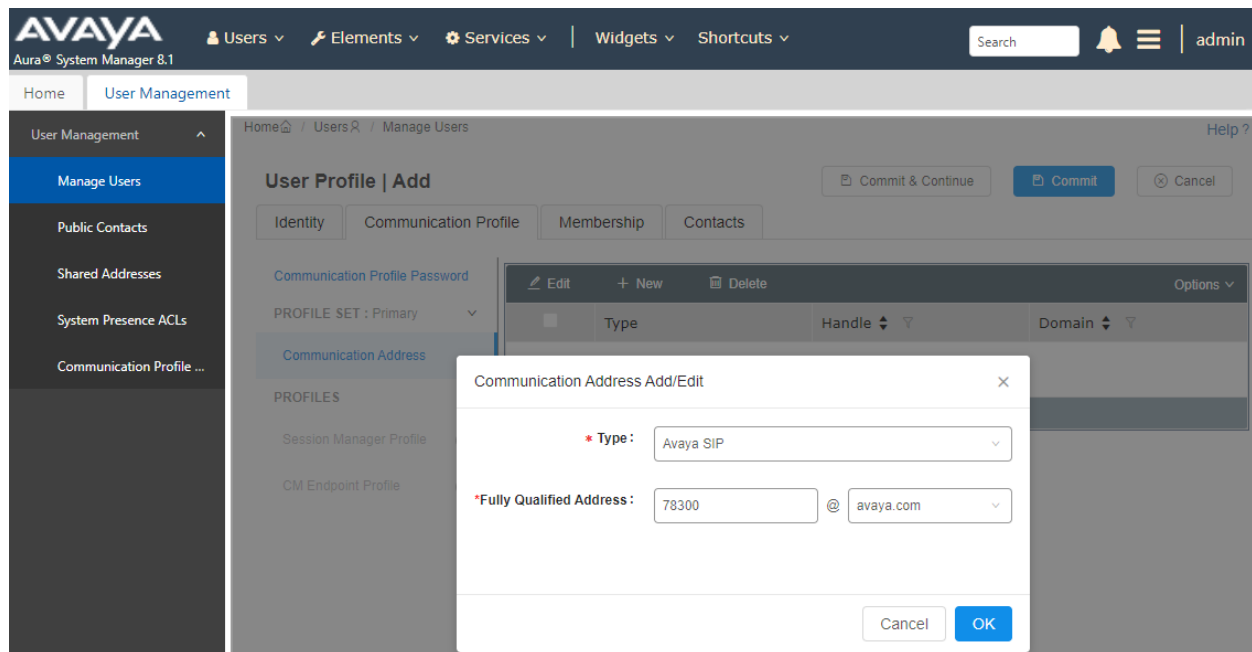 AVAYA
Aura® System Manager 8.1
Users Elements Services | Widgets Shortcuts Search admin
Home User Management
User Management
Manage Users
Public Contacts
Shared Addresses
System Presence ACLs
Communication Profile ...
Home / Users / Manage Users Help ?
User Profile | Add Commit & Continue Commit Cancel
Identity Communication Profile Membership Contacts
Communication Profile Password
PROFILE SET : Primary
Communication Address
PROFILES
Session Manager Profile
CM Endpoint Profile
Edit + New Delete Options
Type Handle Domain
Communication Address Add/Edit ×
* Type : Avaya SIP
*Fully Qualified Address : 78300 @ avaya.com
Cancel OK